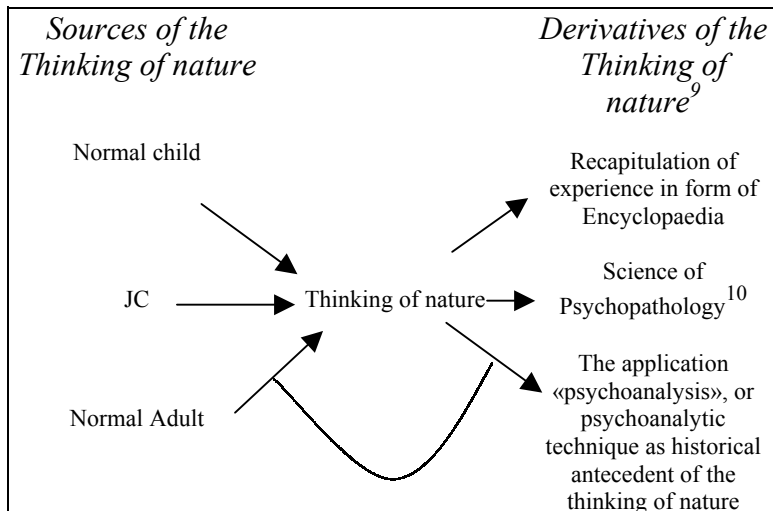 Sources of the
Thinking of nature
Derivatives of the
Thinking of
nature9
Normal child
Recapitulation of
experience in form of
Encyclopaedia
JC
Thinking of nature
Science of
Psychopathology10
Normal Adult
The application
«psychoanalysis», or
psychoanalytic
technique as historical
antecedent of the
thinking of nature